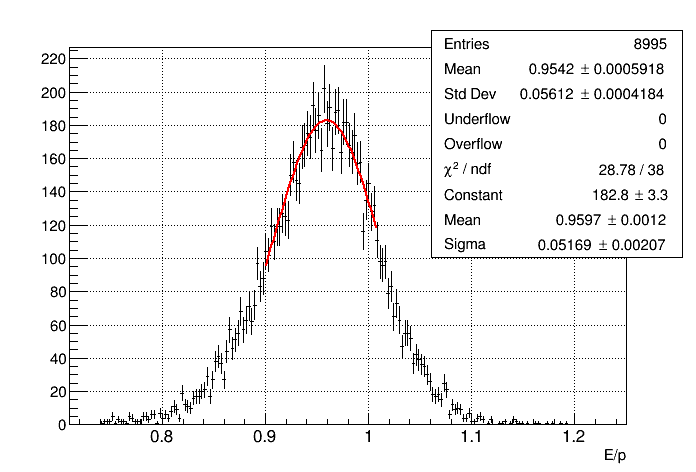 Entries 8995
Mean 0.9542 ± 0.0005918
Std Dev 0.05612 ± 0.0004184
Underflow 0
Overflow 0
χ² / ndf 28.78 / 38
Constant 182.8 ± 3.3
Mean 0.9597 ± 0.0012
Sigma 0.05169 ± 0.00207
220
200
180
160
140
120
100
80
60
40
20
0
0.8 0.9 1 1.1 1.2
E/p